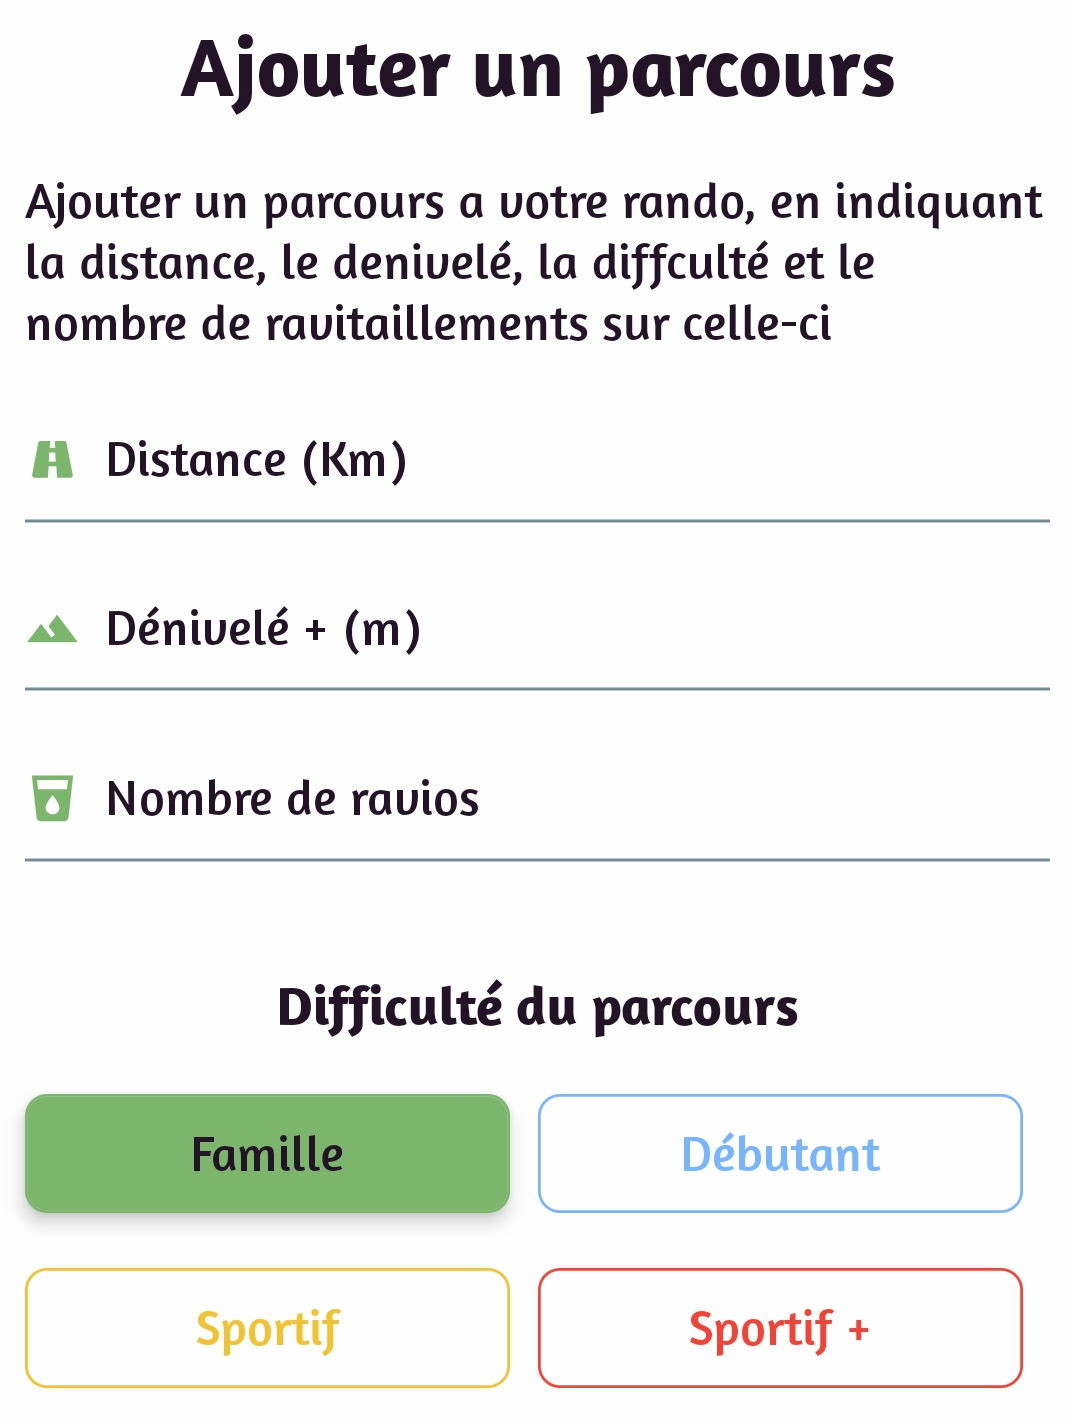 Ajouter un parcours
Ajouter un parcours a votre rando, en indiquant
la distance, le denivelé, la diffculté et le
nombre de ravitaillements sur celle-ci
Distance (Km)
Dénivelé + (m)
Nombre de ravios
Difficulté du parcours
Famille
Débutant
Sportif
Sportif +